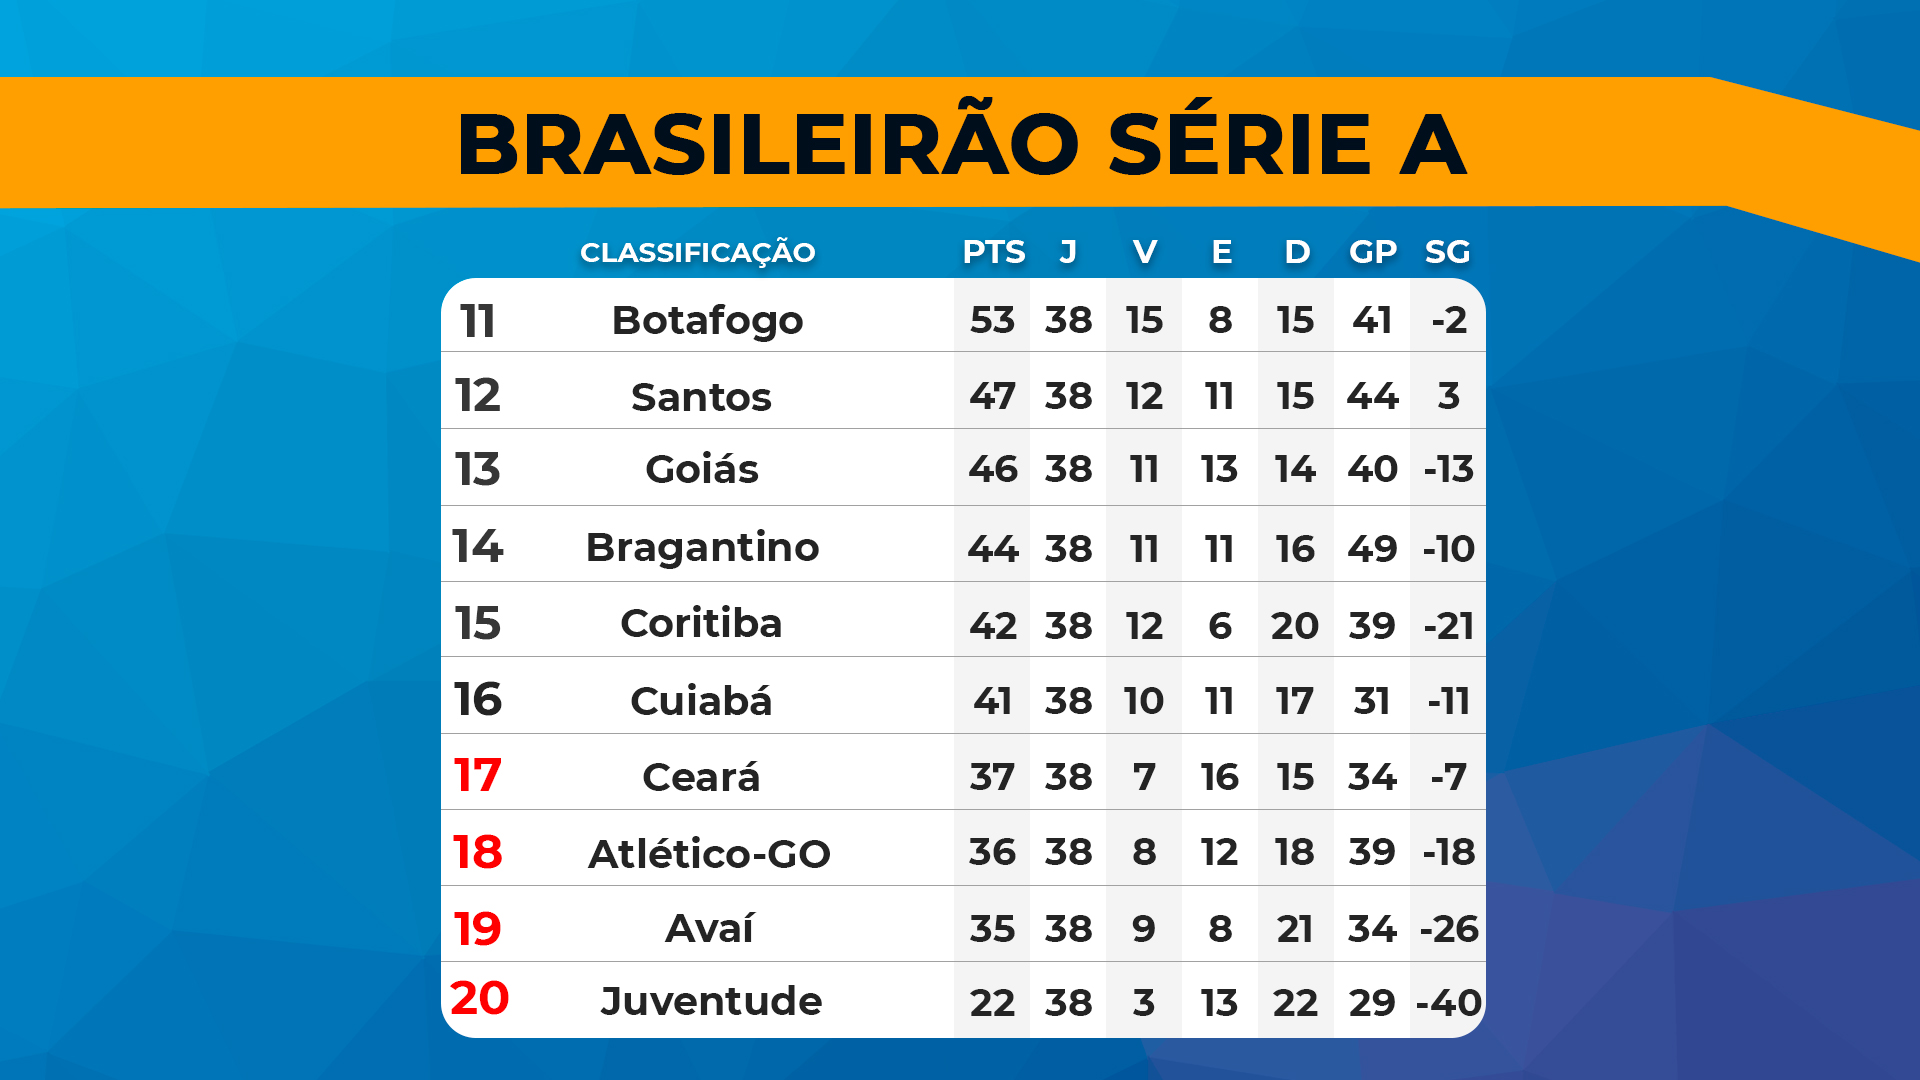 BRASILEIRÃO SÉRIE A
CLASSIFICAÇÃO PTS J V E D GP SG
11 Botafogo 53 38 15 8 15 41 -2
12 Santos 47 38 12 11 15 44 3
13 Goiás 46 38 11 13 14 40 -13
14 Bragantino 44 38 11 11 16 49 -10
15 Coritiba 42 38 12 6 20 39 -21
16 Cuiabá 41 38 10 11 17 31 -11
17 Ceará 37 38 7 16 15 34 -7
18 Atlético-GO 36 38 8 12 18 39 -18
19 Avaí 35 38 9 8 21 34 -26
20 Juventude 22 38 3 13 22 29 -40